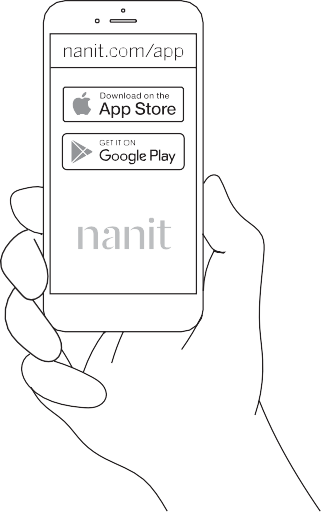 nanit.com/app
Download on the
App Store
GET IT ON
Google Play
nanit